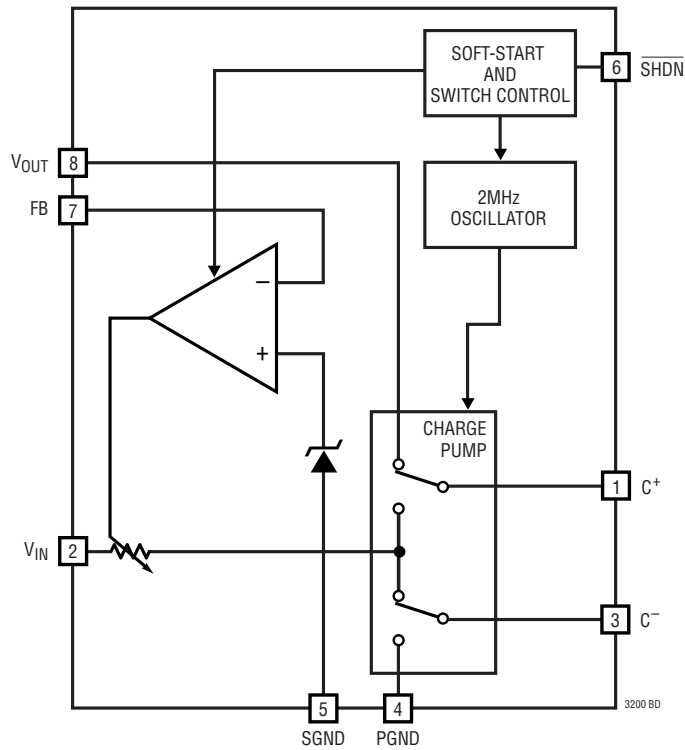 SOFT-START
AND
SWITCH CONTROL
6
SHDN
VOUT
8
FB
7
2MHz
OSCILLATOR
−
+
CHARGE
PUMP
1
C+
VIN
2
3
C−
5
4
SGND
PGND
3200 BD